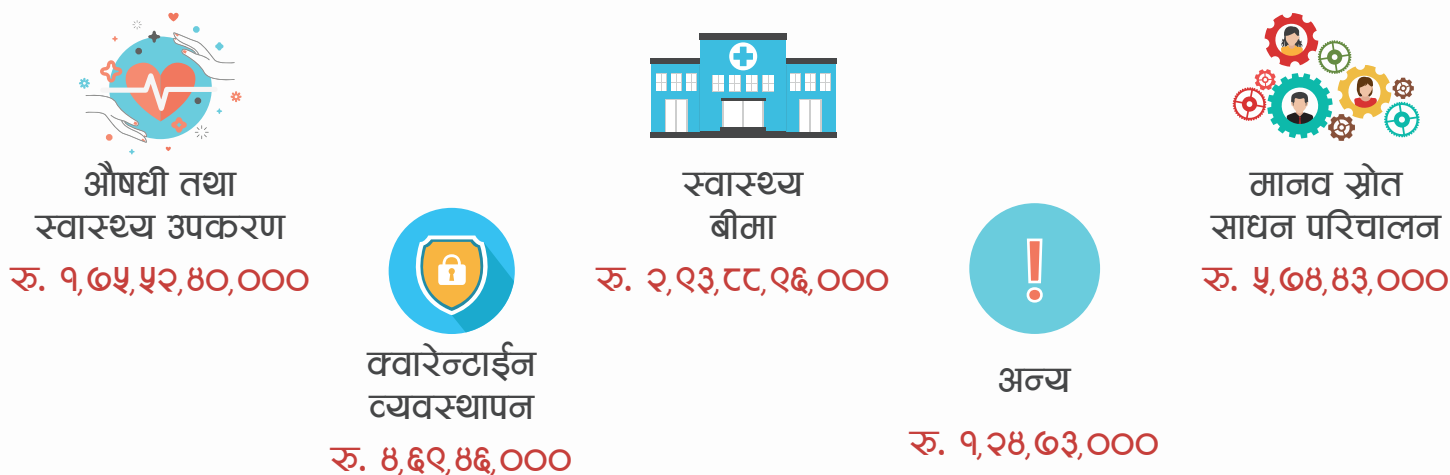 औषधी तथा
स्वास्थ्य उपकरण
रु. १,७५,५२,४०,०००
क्वारेन्टाईन
व्यवस्थापन
रु. ४,६९,४६,०००
स्वास्थ्य
बीमा
रु. २,९३,८८,९६,०००
अन्य
रु. १,२४,७३,०००
मानव स्रोत
साधन परिचालन
रु. ५,७४,४३,०००